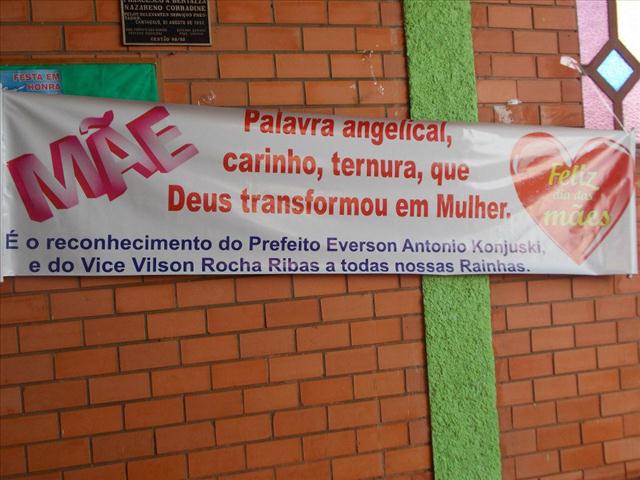 NAZARENO CORRADINE
FESTA EM
HONRA
MÃE
Palavra angelical,
carinho, ternura, que
Deus transformou em Mulher.
Feliz
dia das
mães
É o reconhecimento do Prefeito Everson Antonio Konjuski,
e do Vice Vilson Rocha Ribas a todas nossas Rainhas.